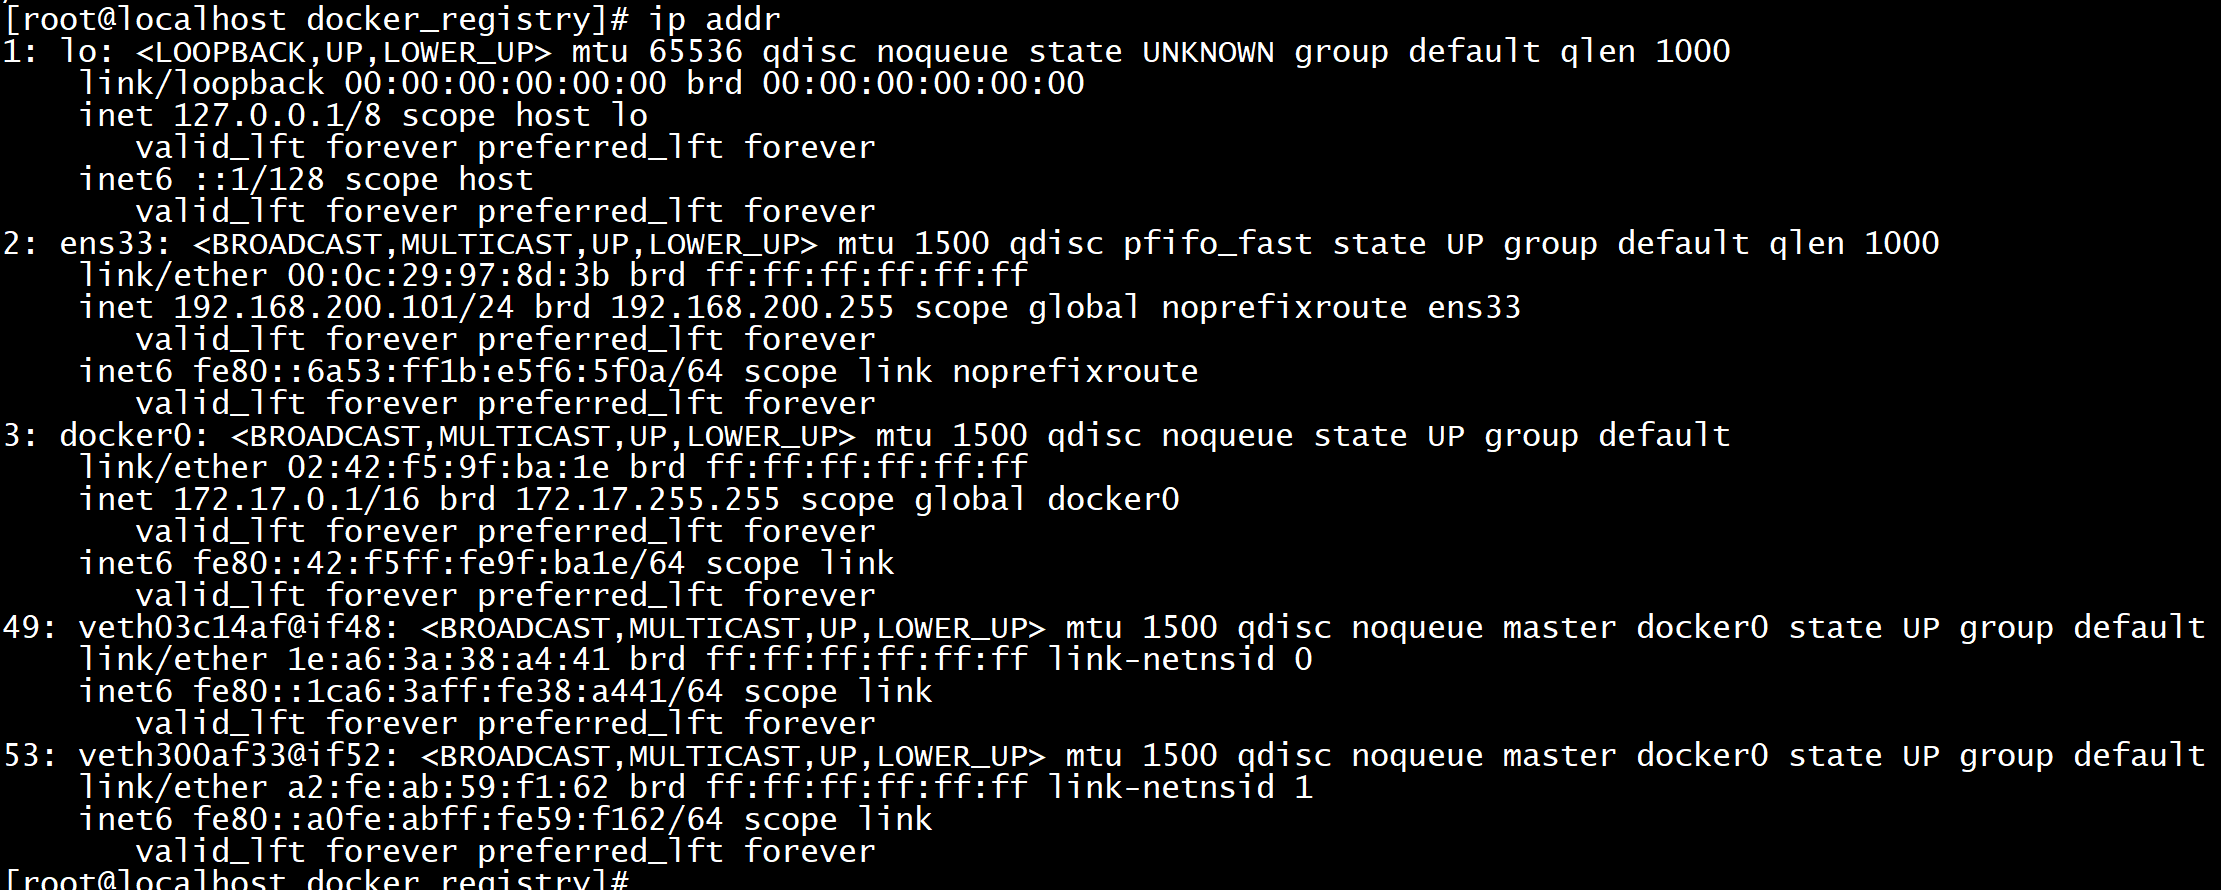 [root@localhost docker_registry]# ip addr
1: lo: <LOOPBACK,UP,LOWER_UP> mtu 65536 qdisc noqueue state UNKNOWN group default qlen 1000
    link/loopback 00:00:00:00:00:00 brd 00:00:00:00:00:00
    inet 127.0.0.1/8 scope host lo
       valid_lft forever preferred_lft forever
    inet6 ::1/128 scope host
       valid_lft forever preferred_lft forever
2: ens33: <BROADCAST,MULTICAST,UP,LOWER_UP> mtu 1500 qdisc pfifo_fast state UP group default qlen 1000
    link/ether 00:0c:29:97:8d:3b brd ff:ff:ff:ff:ff:ff
    inet 192.168.200.101/24 brd 192.168.200.255 scope global noprefixroute ens33
       valid_lft forever preferred_lft forever
    inet6 fe80::6a53:ff1b:e5f6:5f0a/64 scope link noprefixroute
       valid_lft forever preferred_lft forever
3: docker0: <BROADCAST,MULTICAST,UP,LOWER_UP> mtu 1500 qdisc noqueue state UP group default
    link/ether 02:42:f5:9f:ba:1e brd ff:ff:ff:ff:ff:ff
    inet 172.17.0.1/16 brd 172.17.255.255 scope global docker0
       valid_lft forever preferred_lft forever
    inet6 fe80::42:f5ff:fe9f:ba1e/64 scope link
       valid_lft forever preferred_lft forever
49: veth03c14af@if48: <BROADCAST,MULTICAST,UP,LOWER_UP> mtu 1500 qdisc noqueue master docker0 state UP group default
    link/ether 1e:a6:3a:38:a4:41 brd ff:ff:ff:ff:ff:ff link-netnsid 0
    inet6 fe80::1ca6:3aff:fe38:a441/64 scope link
       valid_lft forever preferred_lft forever
53: veth300af33@if52: <BROADCAST,MULTICAST,UP,LOWER_UP> mtu 1500 qdisc noqueue master docker0 state UP group default
    link/ether a2:fe:ab:59:f1:62 brd ff:ff:ff:ff:ff:ff link-netnsid 1
    inet6 fe80::a0fe:abff:fe59:f162/64 scope link
       valid_lft forever preferred_lft forever
[root@localhost docker_registry]#